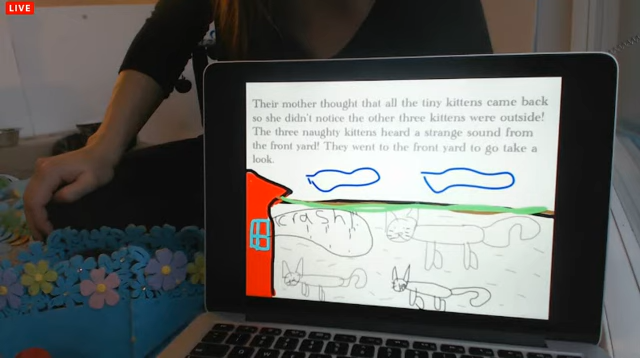 LIVE
Their mother thought that all the tiny kittens came back
so she didn't notice the other three kittens were outside!
The three naughty kittens heard a strange sound from
the front yard! They went to the front yard to go take a
look.
crash!